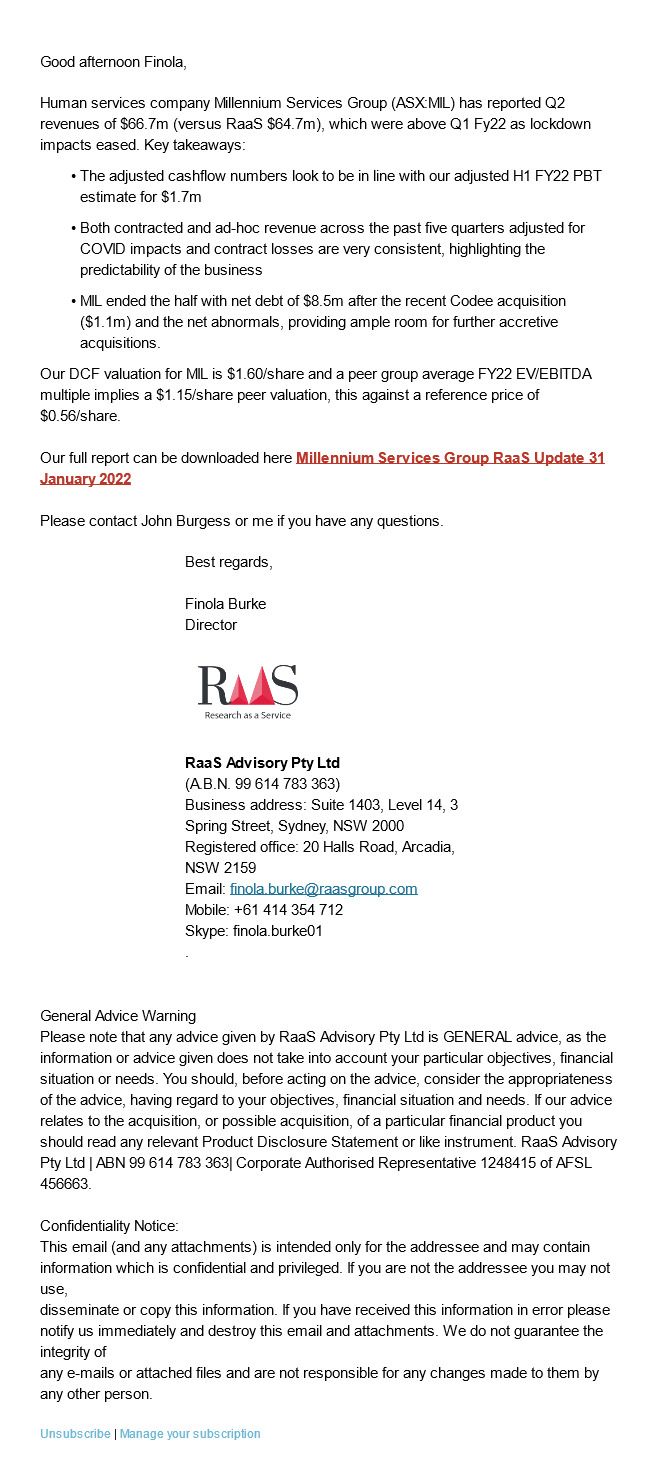 Good afternoon Finola,
Human services company Millennium Services Group (ASX:MIL) has reported Q2
revenues of $66.7m (versus RaaS $64.7m), which were above Q1 Fy22 as lockdown
impacts eased. Key takeaways:
• The adjusted cashflow numbers look to be in line with our adjusted H1 FY22 PBT
estimate for $1.7m
• Both contracted and ad-hoc revenue across the past five quarters adjusted for
COVID impacts and contract losses are very consistent, highlighting the
predictability of the business
• MIL ended the half with net debt of $8.5m after the recent Codee acquisition
($1.1m) and the net abnormals, providing ample room for further accretive
acquisitions.
Our DCF valuation for MIL is $1.60/share and a peer group average FY22 EV/EBITDA
multiple implies a $1.15/share peer valuation, this against a reference price of
$0.56/share.
Our full report can be downloaded here Millennium Services Group RaaS Update 31
January 2022
Please contact John Burgess or me if you have any questions.
Best regards,
Finola Burke
Director
RaaS
Research as a Service
RaaS Advisory Pty Ltd
(A.B.N. 99 614 783 363)
Business address: Suite 1403, Level 14, 3
Spring Street, Sydney, NSW 2000
Registered office: 20 Halls Road, Arcadia,
NSW 2159
Email: finola.burke@raasgroup.com
Mobile: +61 414 354 712
Skype: finola.burke01
.
General Advice Warning
Please note that any advice given by RaaS Advisory Pty Ltd is GENERAL advice, as the
information or advice given does not take into account your particular objectives, financial
situation or needs. You should, before acting on the advice, consider the appropriateness
of the advice, having regard to your objectives, financial situation and needs. If our advice
relates to the acquisition, or possible acquisition, of a particular financial product you
should read any relevant Product Disclosure Statement or like instrument. RaaS Advisory
Pty Ltd | ABN 99 614 783 363| Corporate Authorised Representative 1248415 of AFSL
456663.
Confidentiality Notice:
This email (and any attachments) is intended only for the addressee and may contain
information which is confidential and privileged. If you are not the addressee you may not
use,
disseminate or copy this information. If you have received this information in error please
notify us immediately and destroy this email and attachments. We do not guarantee the
integrity of
any e-mails or attached files and are not responsible for any changes made to them by
any other person.
Unsubscribe | Manage your subscription